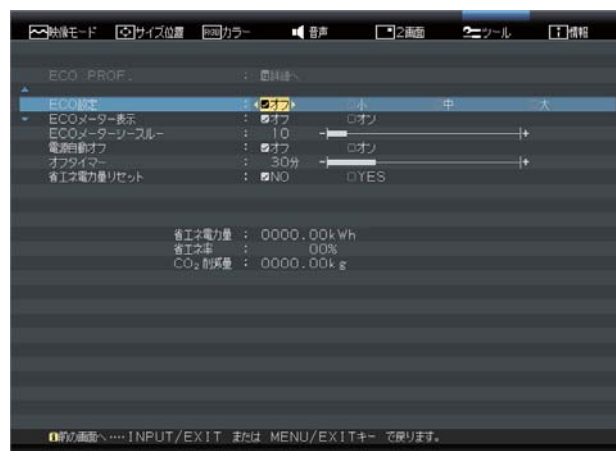 映像モード サイズ位置 RGB カラー 音声 2画面 ツール 情報
ECO PROF. : 詳細へ
ECO設定 : オフ 小 中 大
ECOメーター表示 : オフ オン
ECOメーターシースルー : 10 - +
電源自動オフ : オフ オン
オフタイマー : 30分 - +
省エネ電力量リセット : NO YES
省エネ電力量 : 0000.00kWh
省エネ率 : 00%
CO₂削減量 : 0000.00kg
前の画面へ‥‥INPUT/EXIT または MENU/EXITキー で戻ります。